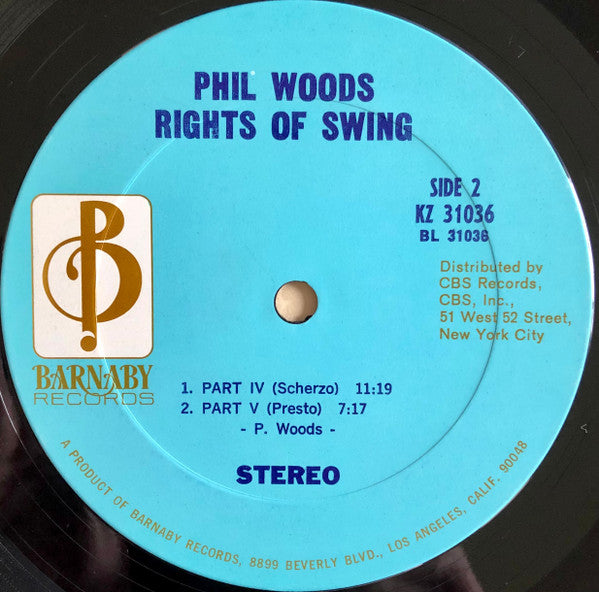 PHIL WOODS
RIGHTS OF SWING
SIDE 2
KZ 31036
BL 31036
Distributed by
CBS Records,
CBS, Inc.,
51 West 52 Street,
New York City
B
BARNABY
RECORDS
1. PART IV (Scherzo) 11:19
2. PART V (Presto) 7:17
- P. Woods -
STEREO
A PRODUCT OF BARNABY RECORDS, 8899 BEVERLY BLVD., LOS ANGELES, CALIF. 90048